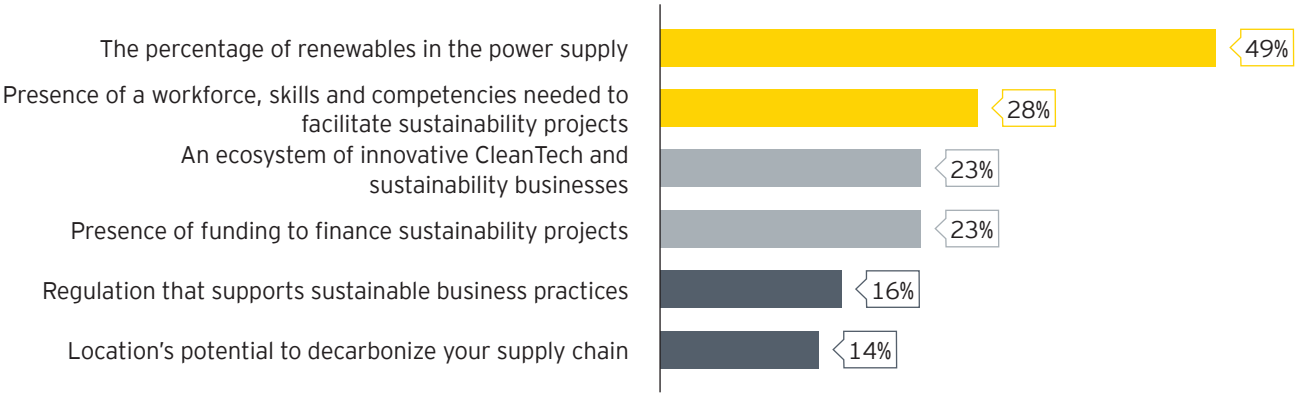 The percentage of renewables in the power supply
49%
Presence of a workforce, skills and competencies needed to
facilitate sustainability projects
28%
An ecosystem of innovative CleanTech and
sustainability businesses
23%
Presence of funding to finance sustainability projects
23%
Regulation that supports sustainable business practices
16%
Location’s potential to decarbonize your supply chain
14%